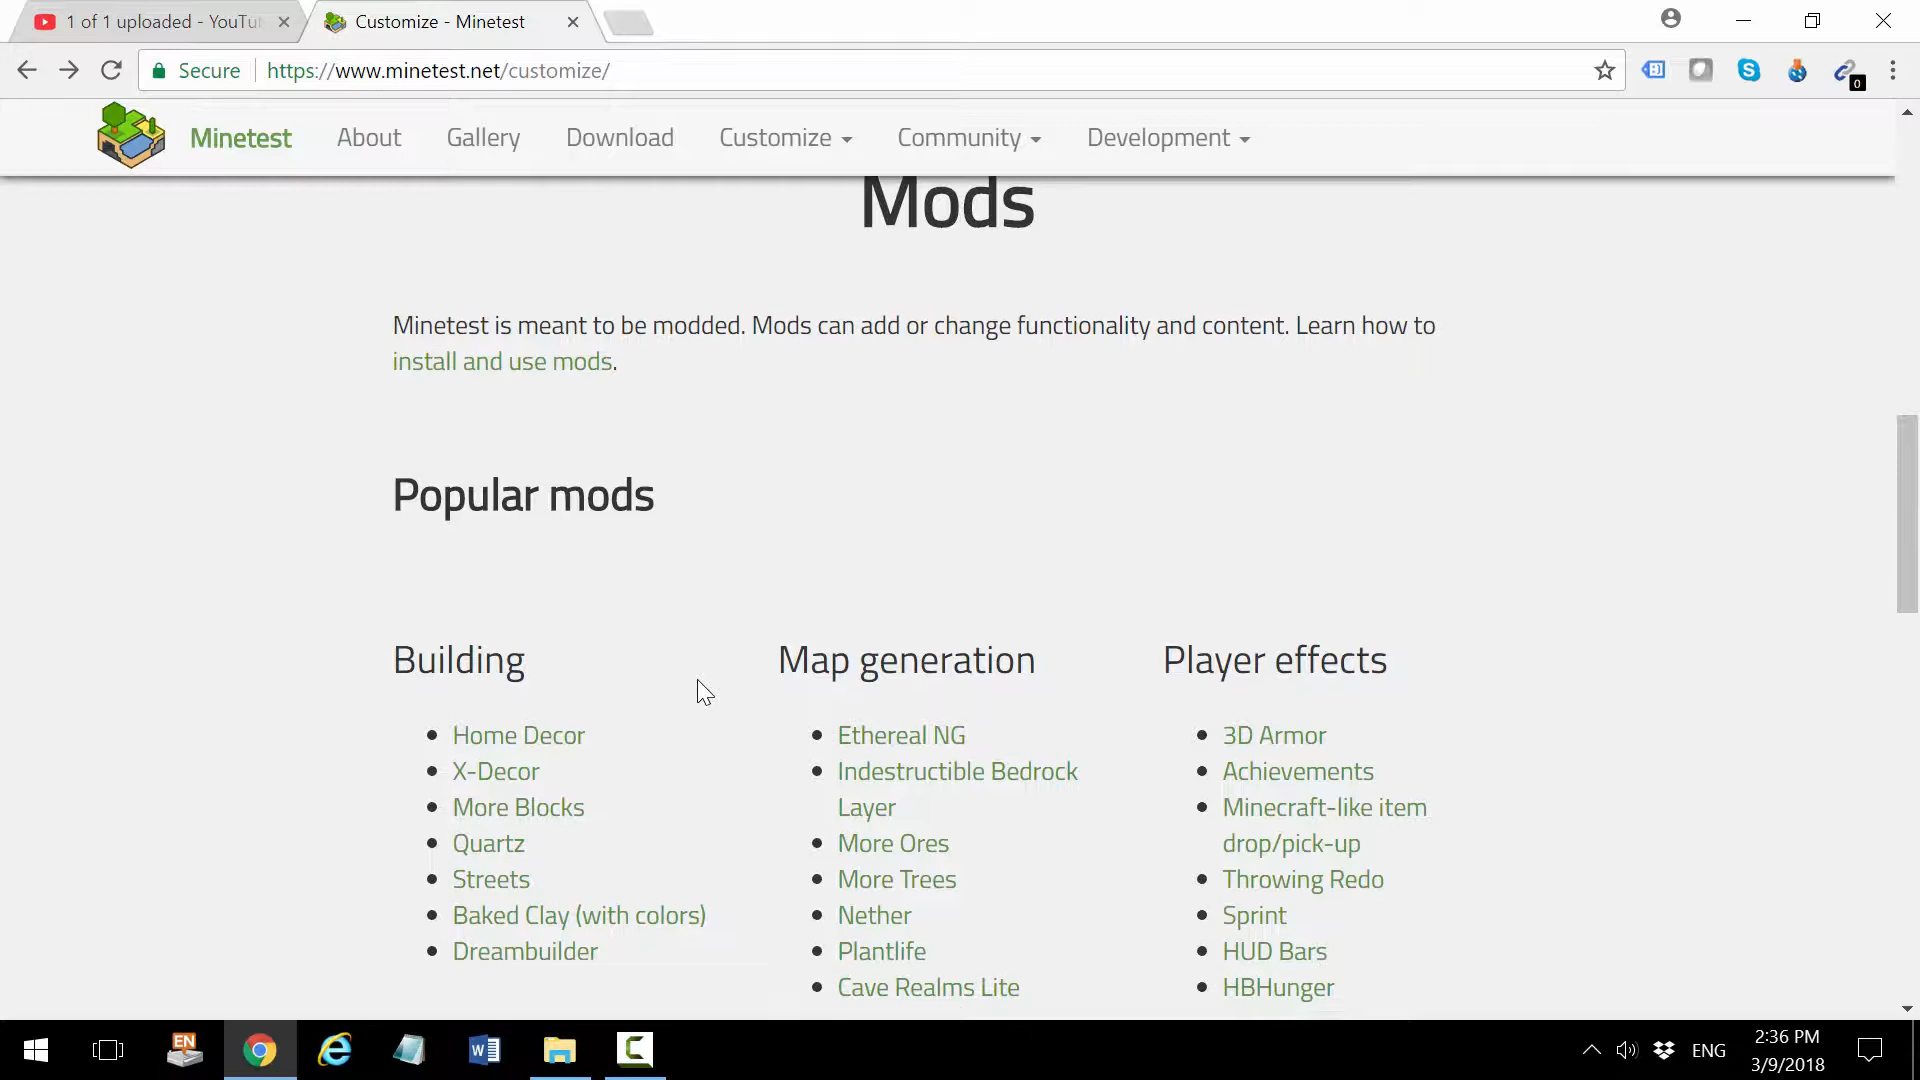 1 of 1 uploaded - YouTu
Customize - Minetest
Secure
https://www.minetest.net/customize/
0
Minetest
About
Gallery
Download
Customize
Community
Development
Mods
Minetest is meant to be modded. Mods can add or change functionality and content. Learn how to
install and use mods.
Popular mods
Building
Home Decor
X-Decor
More Blocks
Quartz
Streets
Baked Clay (with colors)
Dreambuilder
Map generation
Ethereal NG
Indestructible Bedrock
Layer
More Ores
More Trees
Nether
Plantlife
Cave Realms Lite
Player effects
3D Armor
Achievements
Minecraft-like item
drop/pick-up
Throwing Redo
Sprint
HUD Bars
HBHunger
EN
ENG
2:36 PM
3/9/2018